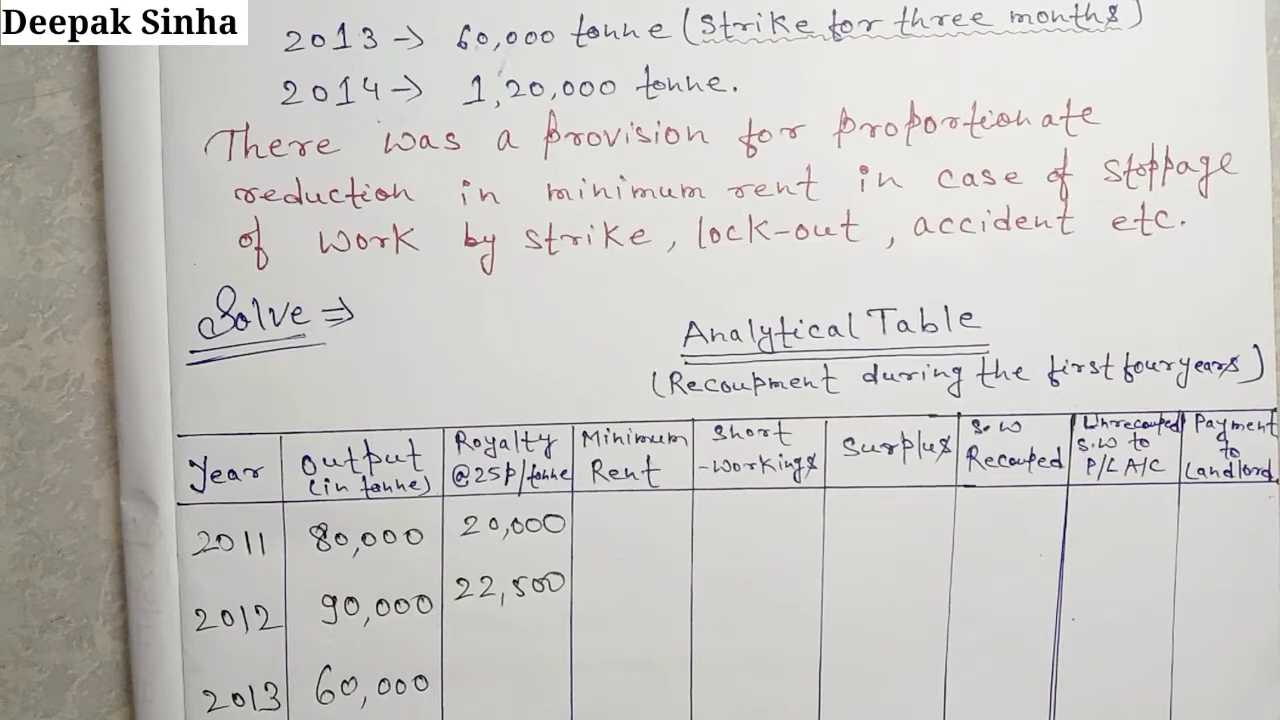 Deepak Sinha
2013 → 60,000 tonne (Strike for three months)
2014 → 1,20,000 tonne.
There was a provision for proportionate
reduction in minimum rent in case of stoppage
of work by strike, lock-out, accident etc.
Solve ⇒
Analytical Table
(Recoupment during the first four years)
Year
Output
(in tonne)
Royalty
@25P/tonne
Minimum
Rent
Short
-workings
Surplus
S.W
Recouped
Unrecouped
S.W to
P/L A/C
Payment
to
Landlord
2011 80,000 20,000
2012 90,000 22,500
2013 60,000